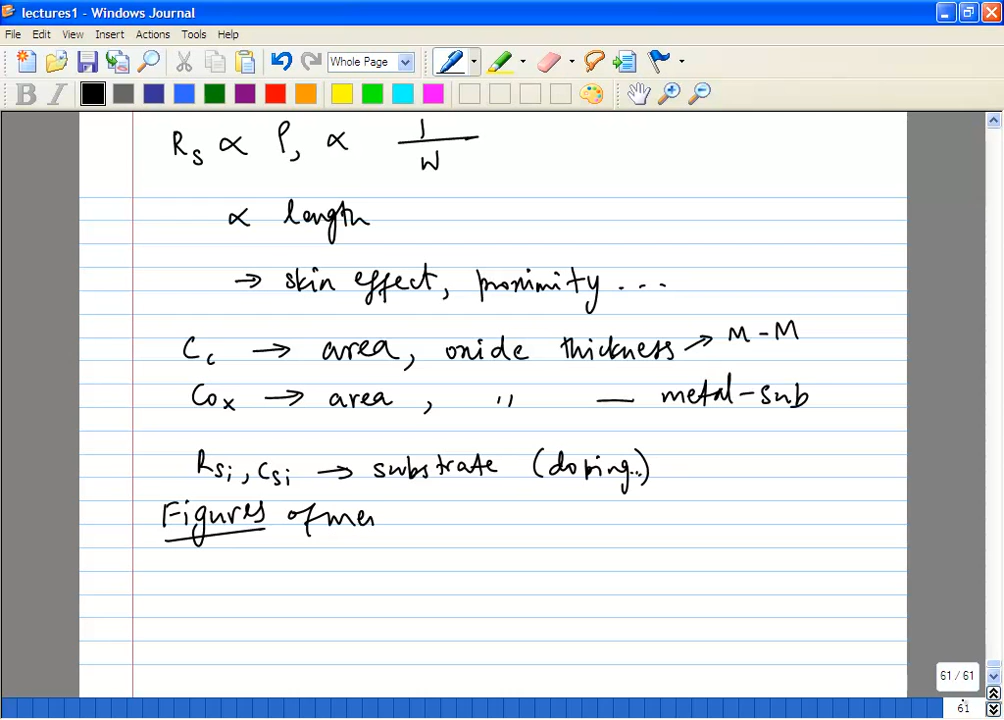 lectures1 - Windows Journal
File Edit View Insert Actions Tools Help
Whole Page
B I
Rs ∝ ρ, ∝ 1/W
∝ length
→ skin effect, proximity ...
Cc → area, oxide thickness → M-M
Cox → area, " — metal-sub
Rsi, Csi → substrate (doping..)
Figures of mer
61 / 61
61